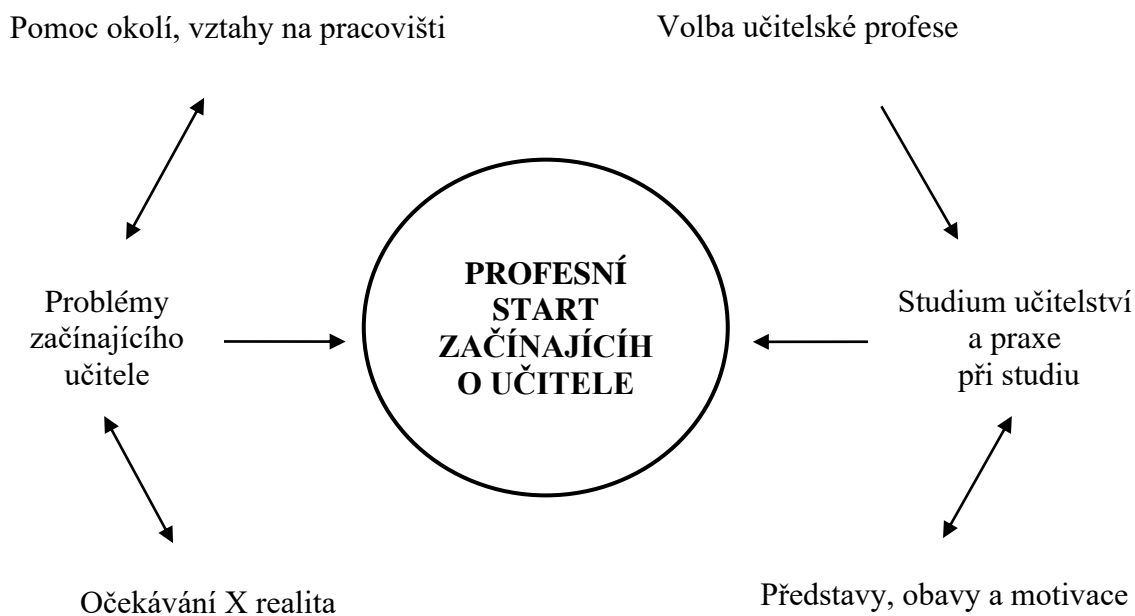 Pomoc okolí, vztahy na pracovišti
Volba učitelské profese
PROFESNÍ
START
ZAČÍNAJÍCÍH
O UČITELE
Problémy
začínajícího
učitele
Studium učitelství
a praxe
při studiu
Očekávání X realita
Představy, obavy a motivace